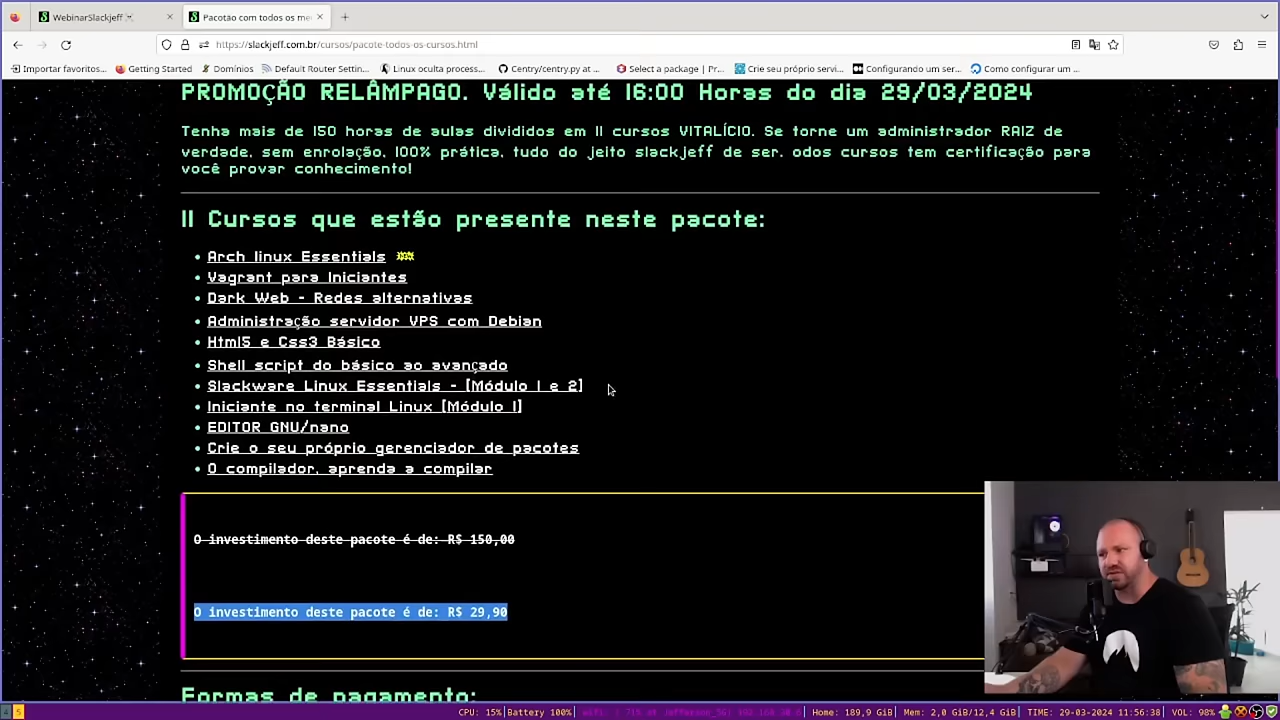 WebinarSlackjeff
Pacotão com todos os me
https://slackjeff.com.br/cursos/pacote-todos-os-cursos.html
Importar favoritos...
Getting Started
Domínios
Default Router Settin...
Linux oculta process...
Centry/centry.py at ...
Select a package | Pr...
Crie seu próprio servi...
Configurando um ser...
Como configurar um ...
PROMOÇÃO RELÂMPAGO. Válido até 16:00 Horas do dia 29/03/2024
Tenha mais de 150 horas de aulas divididos em 11 cursos VITALÍCIO. Se torne um administrador RAIZ de
verdade, sem enrolação, 100% prática, tudo do jeito slackjeff de ser. odos cursos tem certificação para
você provar conhecimento!
11 Cursos que estão presente neste pacote:
• Arch linux Essentials
• Vagrant para Iniciantes
• Dark Web - Redes alternativas
• Administração servidor VPS com Debian
• Html5 e Css3 Básico
• Shell script do básico ao avançado
• Slackware Linux Essentials - [Módulo 1 e 2]
• Iniciante no terminal Linux [Módulo 1]
• EDITOR GNU/nano
• Crie o seu próprio gerenciador de pacotes
• O compilador, aprenda a compilar
O investimento deste pacote é de: R$ 150,00
O investimento deste pacote é de: R$ 29,90
Formas de pagamento:
4 5 CPU: 15% Battery 100% Home: 189,9 GiB Mem: 2,0 GiB/12,4 GiB TIME: 29-03-2024 11:56:38 VOL: 98%